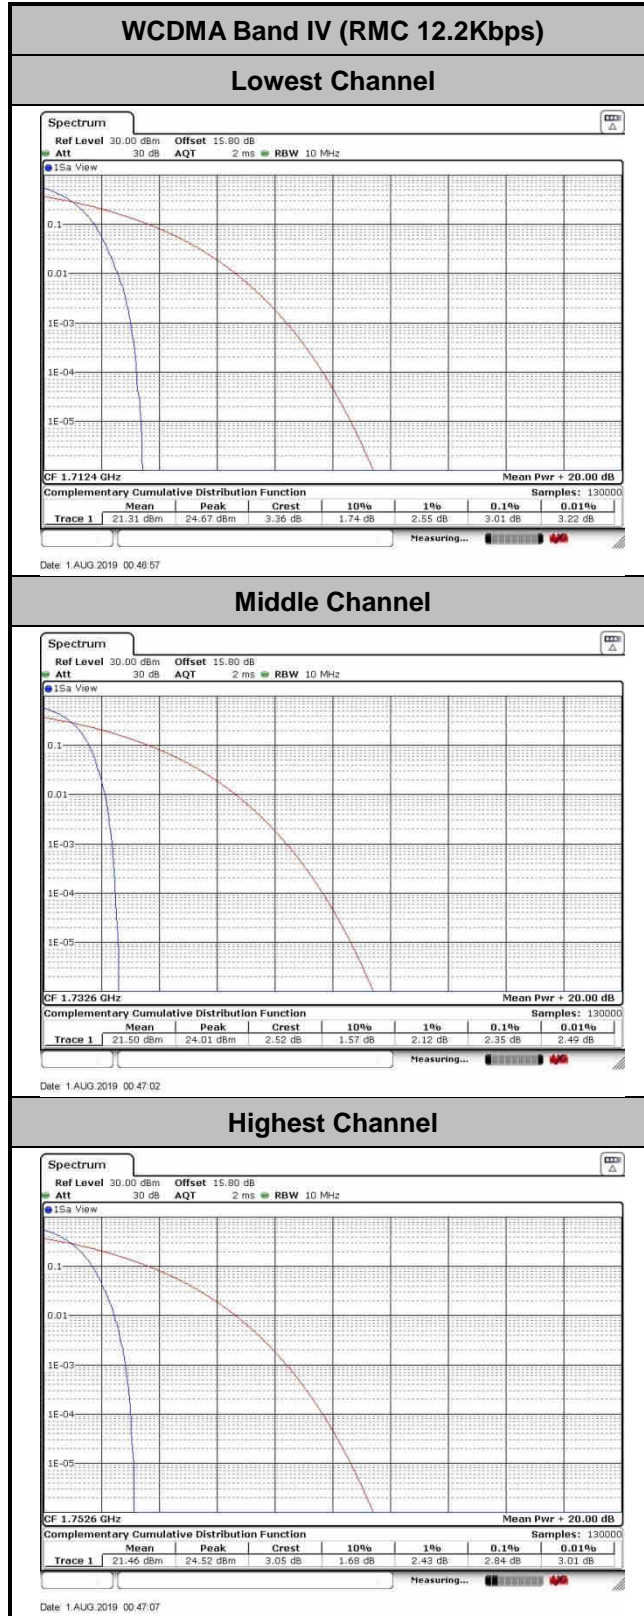 WCDMA Band IV (RMC 12.2Kbps)
Lowest Channel
Spectrum
Ref Level 30.00 dBm Offset 15.80 dB
Att 30 dB AQT 2 ms RBW 10 MHz
1Sa View
0.1
0.01
1E-03
1E-04
1E-05
CF 1.7124 GHz Mean Pwr + 20.00 dB
Complementary Cumulative Distribution Function Samples: 130000
Mean Peak Crest 10% 1% 0.1% 0.01%
Trace 1 21.31 dBm 24.67 dBm 3.36 dB 1.74 dB 2.55 dB 3.01 dB 3.22 dB
Measuring...
Date: 1.AUG.2019 00:46:57
Middle Channel
Spectrum
Ref Level 30.00 dBm Offset 15.80 dB
Att 30 dB AQT 2 ms RBW 10 MHz
1Sa View
0.1
0.01
1E-03
1E-04
1E-05
CF 1.7326 GHz Mean Pwr + 20.00 dB
Complementary Cumulative Distribution Function Samples: 130000
Mean Peak Crest 10% 1% 0.1% 0.01%
Trace 1 21.50 dBm 24.01 dBm 2.52 dB 1.57 dB 2.12 dB 2.35 dB 2.49 dB
Measuring...
Date: 1.AUG.2019 00:47:02
Highest Channel
Spectrum
Ref Level 30.00 dBm Offset 15.80 dB
Att 30 dB AQT 2 ms RBW 10 MHz
1Sa View
0.1
0.01
1E-03
1E-04
1E-05
CF 1.7526 GHz Mean Pwr + 20.00 dB
Complementary Cumulative Distribution Function Samples: 130000
Mean Peak Crest 10% 1% 0.1% 0.01%
Trace 1 21.46 dBm 24.52 dBm 3.05 dB 1.68 dB 2.43 dB 2.84 dB 3.01 dB
Measuring...
Date: 1.AUG.2019 00:47:07